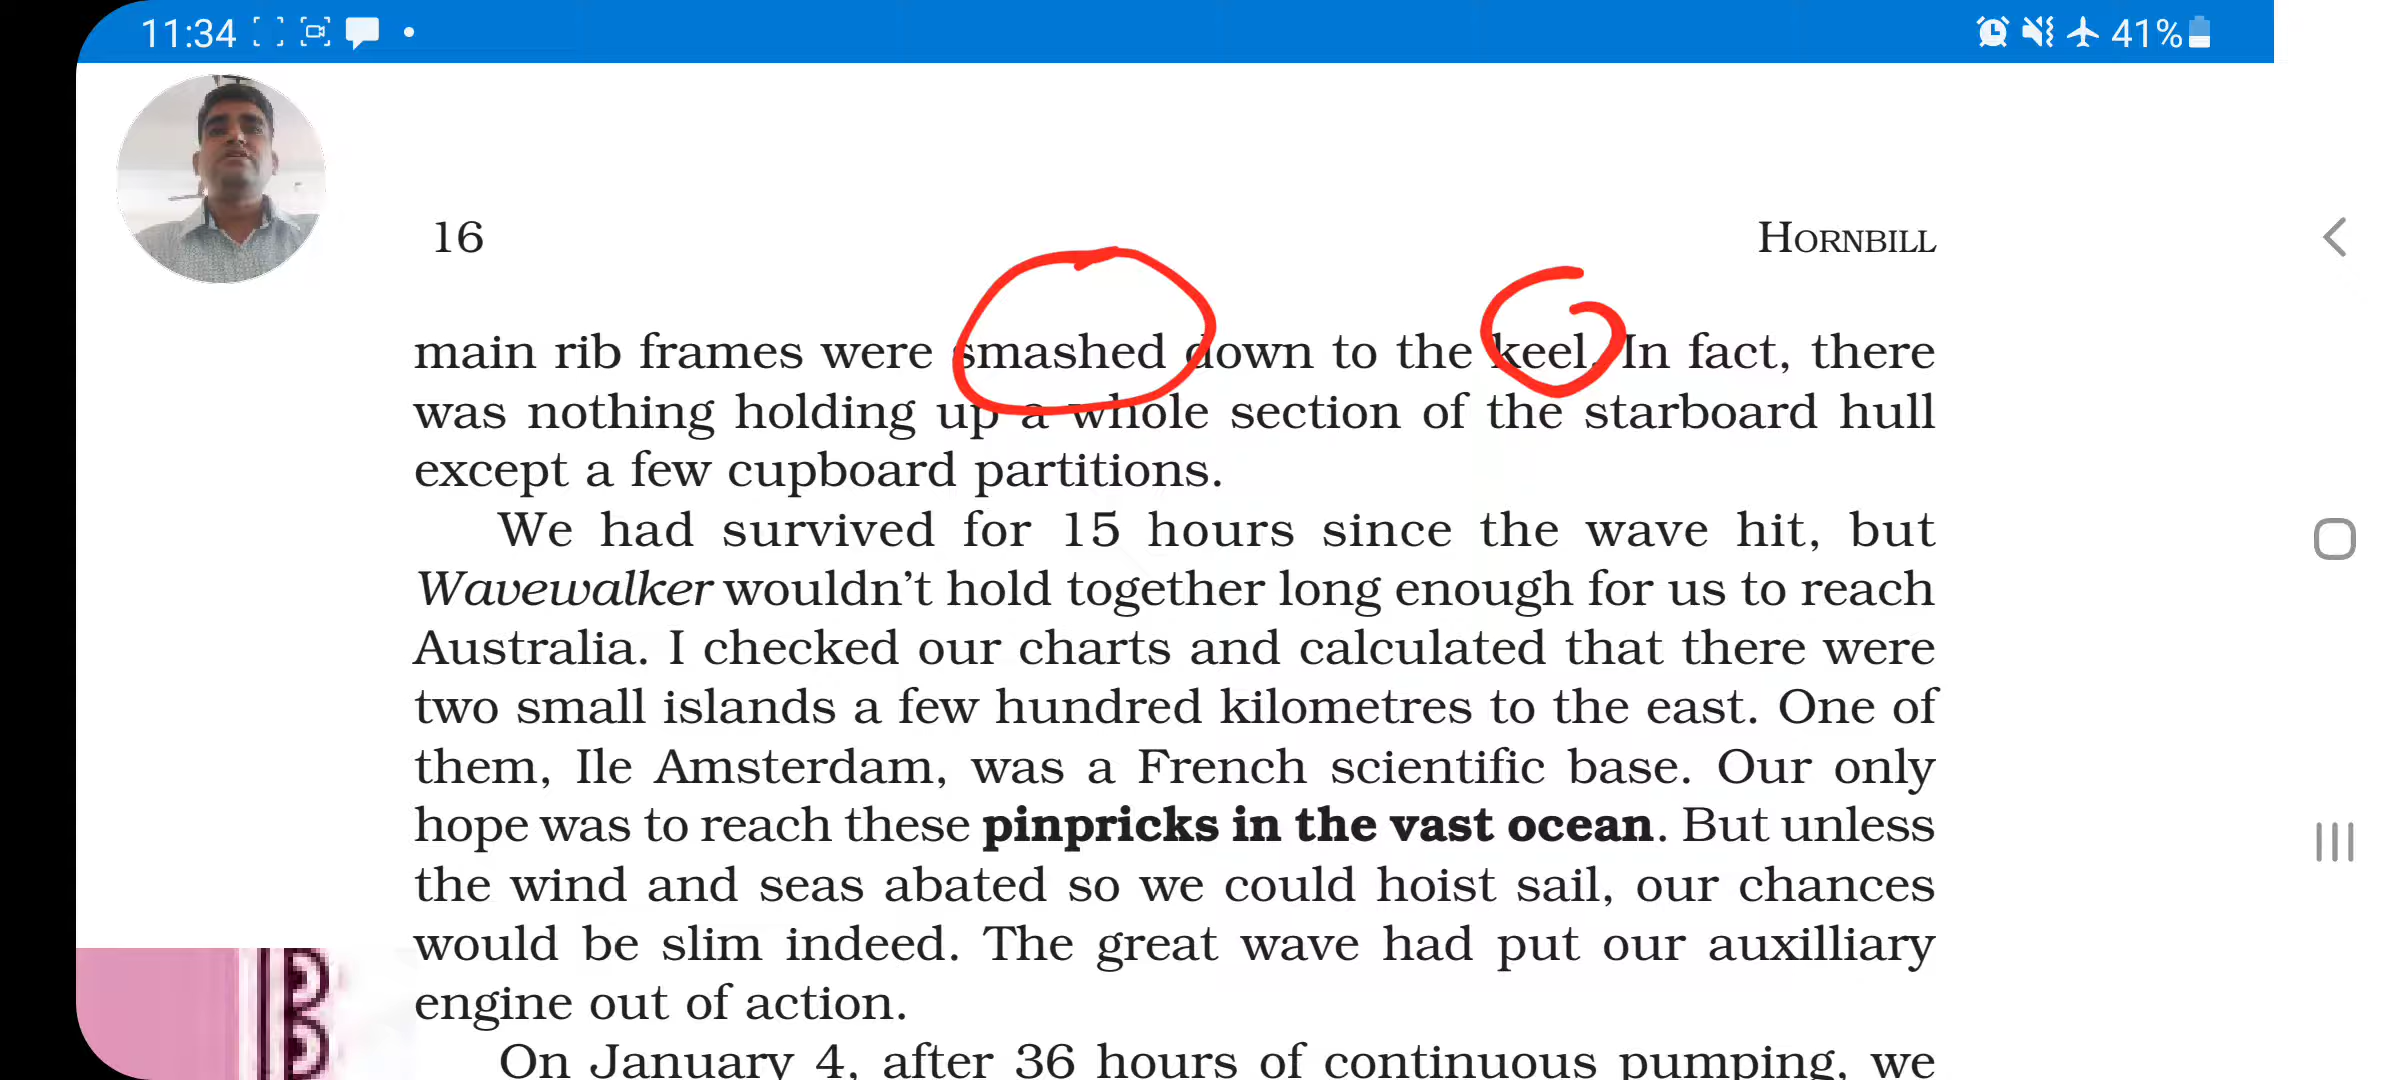 11:34
41%
16 HORNBILL
main rib frames were smashed down to the keel. In fact, there
was nothing holding up a whole section of the starboard hull
except a few cupboard partitions.
We had survived for 15 hours since the wave hit, but
Wavewalker wouldn’t hold together long enough for us to reach
Australia. I checked our charts and calculated that there were
two small islands a few hundred kilometres to the east. One of
them, Ile Amsterdam, was a French scientific base. Our only
hope was to reach these pinpricks in the vast ocean. But unless
the wind and seas abated so we could hoist sail, our chances
would be slim indeed. The great wave had put our auxilliary
engine out of action.
On January 4, after 36 hours of continuous pumping, we